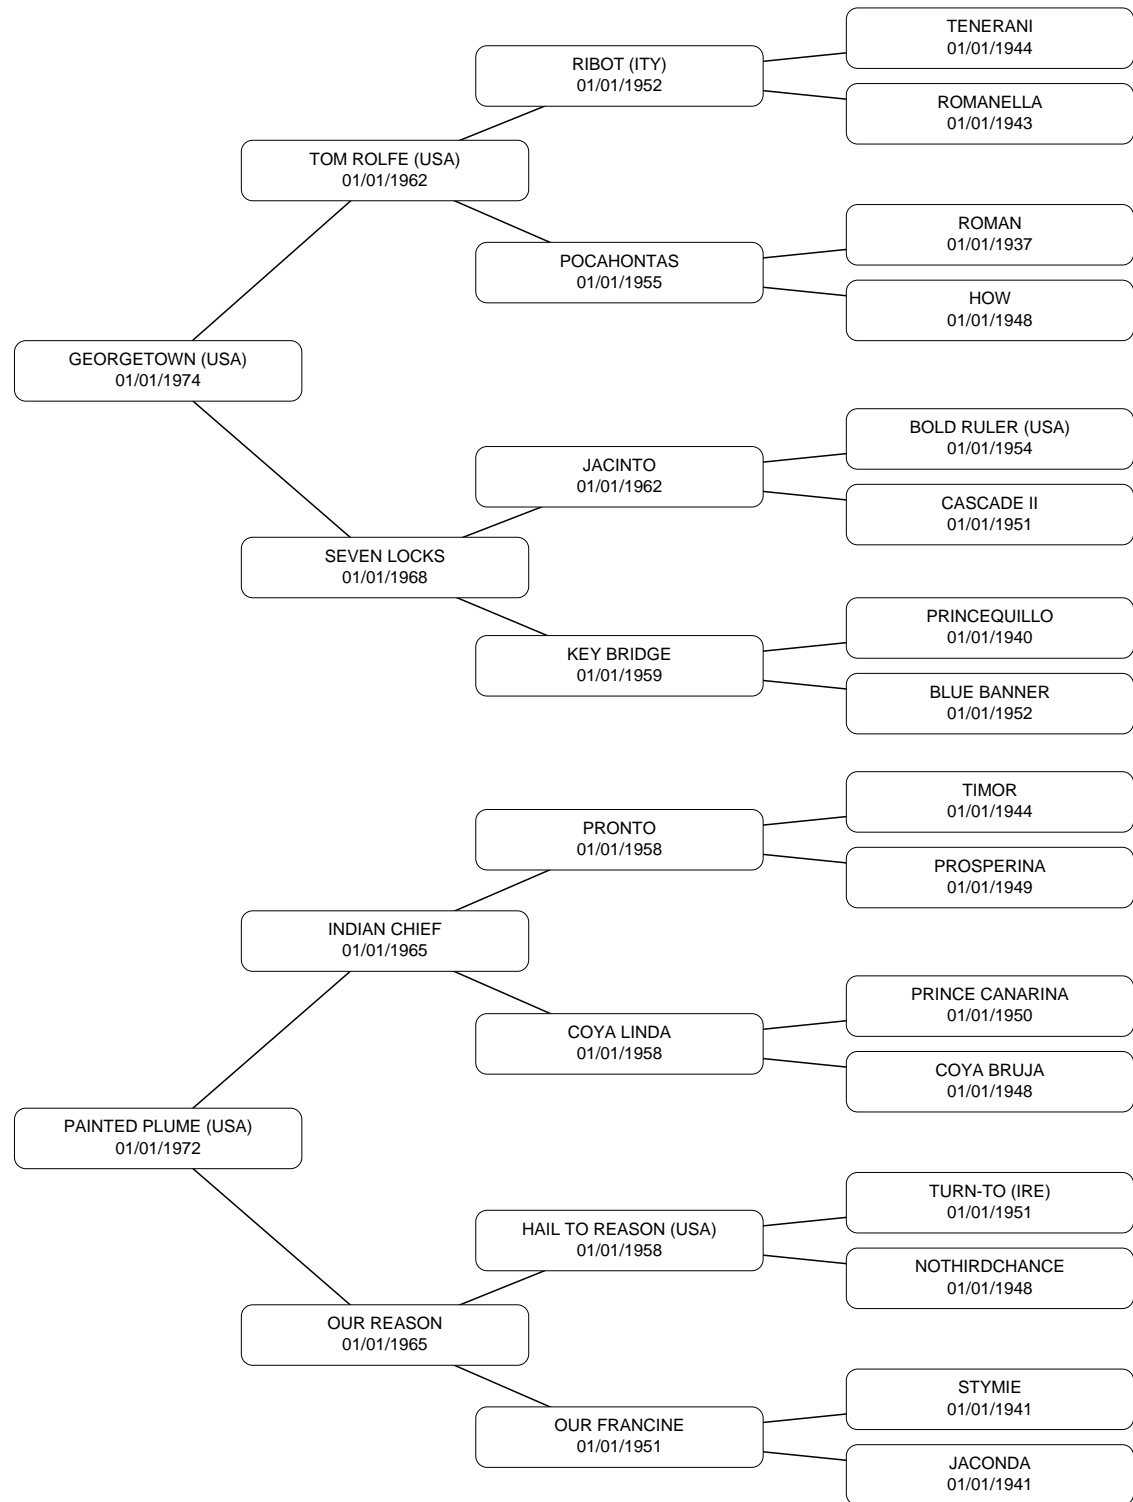 TENERANI
01/01/1944
RIBOT (ITY)
01/01/1952
ROMANELLA
01/01/1943
TOM ROLFE (USA)
01/01/1962
ROMAN
01/01/1937
POCAHONTAS
01/01/1955
HOW
01/01/1948
GEORGETOWN (USA)
01/01/1974
BOLD RULER (USA)
01/01/1954
JACINTO
01/01/1962
CASCADE II
01/01/1951
SEVEN LOCKS
01/01/1968
PRINCEQUILLO
01/01/1940
KEY BRIDGE
01/01/1959
BLUE BANNER
01/01/1952
TIMOR
01/01/1944
PRONTO
01/01/1958
PROSPERINA
01/01/1949
INDIAN CHIEF
01/01/1965
PRINCE CANARINA
01/01/1950
COYA LINDA
01/01/1958
COYA BRUJA
01/01/1948
PAINTED PLUME (USA)
01/01/1972
TURN-TO (IRE)
01/01/1951
HAIL TO REASON (USA)
01/01/1958
NOTHIRDCHANCE
01/01/1948
OUR REASON
01/01/1965
STYMIE
01/01/1941
OUR FRANCINE
01/01/1951
JACONDA
01/01/1941